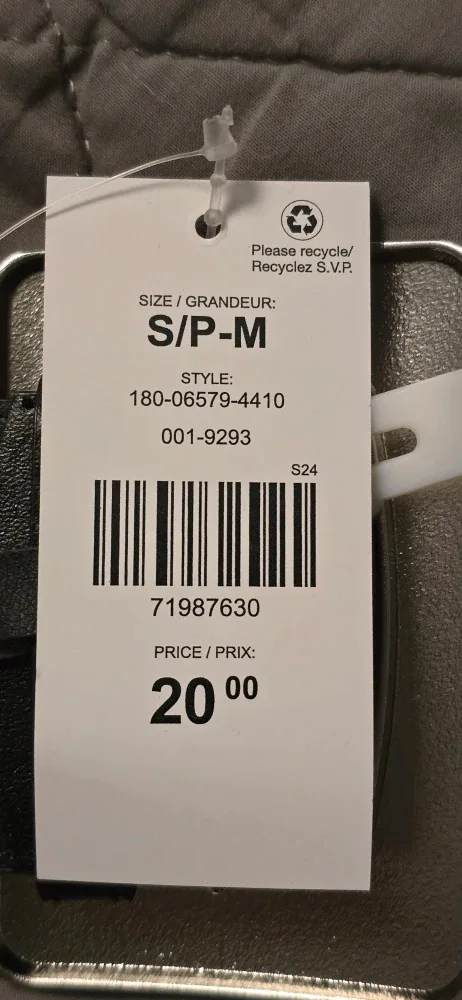 Please recycle/
Recyclez S.V.P.
SIZE / GRANDEUR:
S/P-M
STYLE:
180-06579-4410
001-9293
S24
71987630
PRICE / PRIX:
20 00